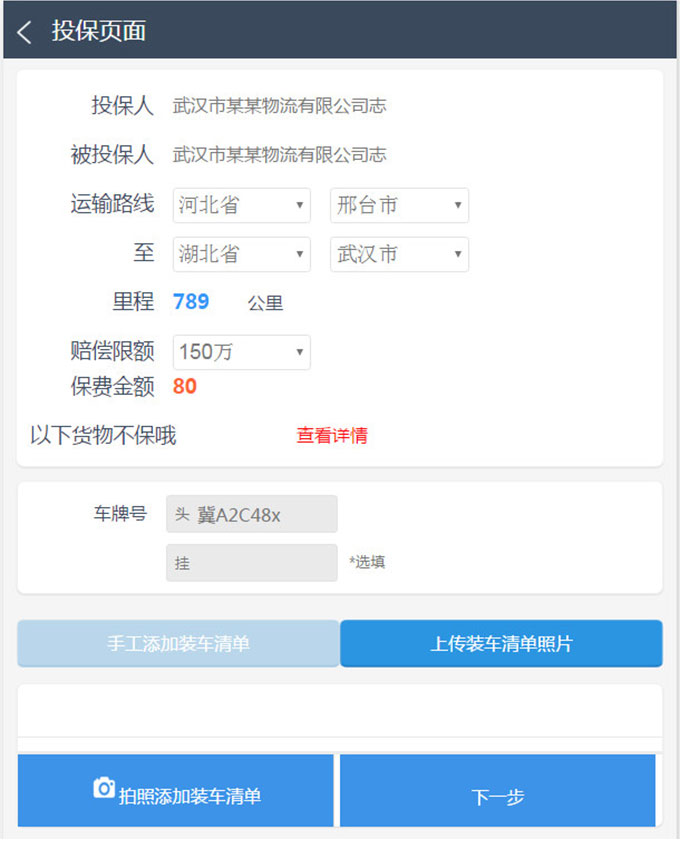 投保页面
投保人 武汉市某某物流有限公司志
被投保人 武汉市某某物流有限公司志
运输路线 河北省 邢台市
至 湖北省 武汉市
里程 789 公里
赔偿限额 150万
保费金额 80
以下货物不保哦 查看详情
车牌号 头 冀A2C48x
挂 *选填
手工添加装车清单 上传装车清单照片
拍照添加装车清单 下一步